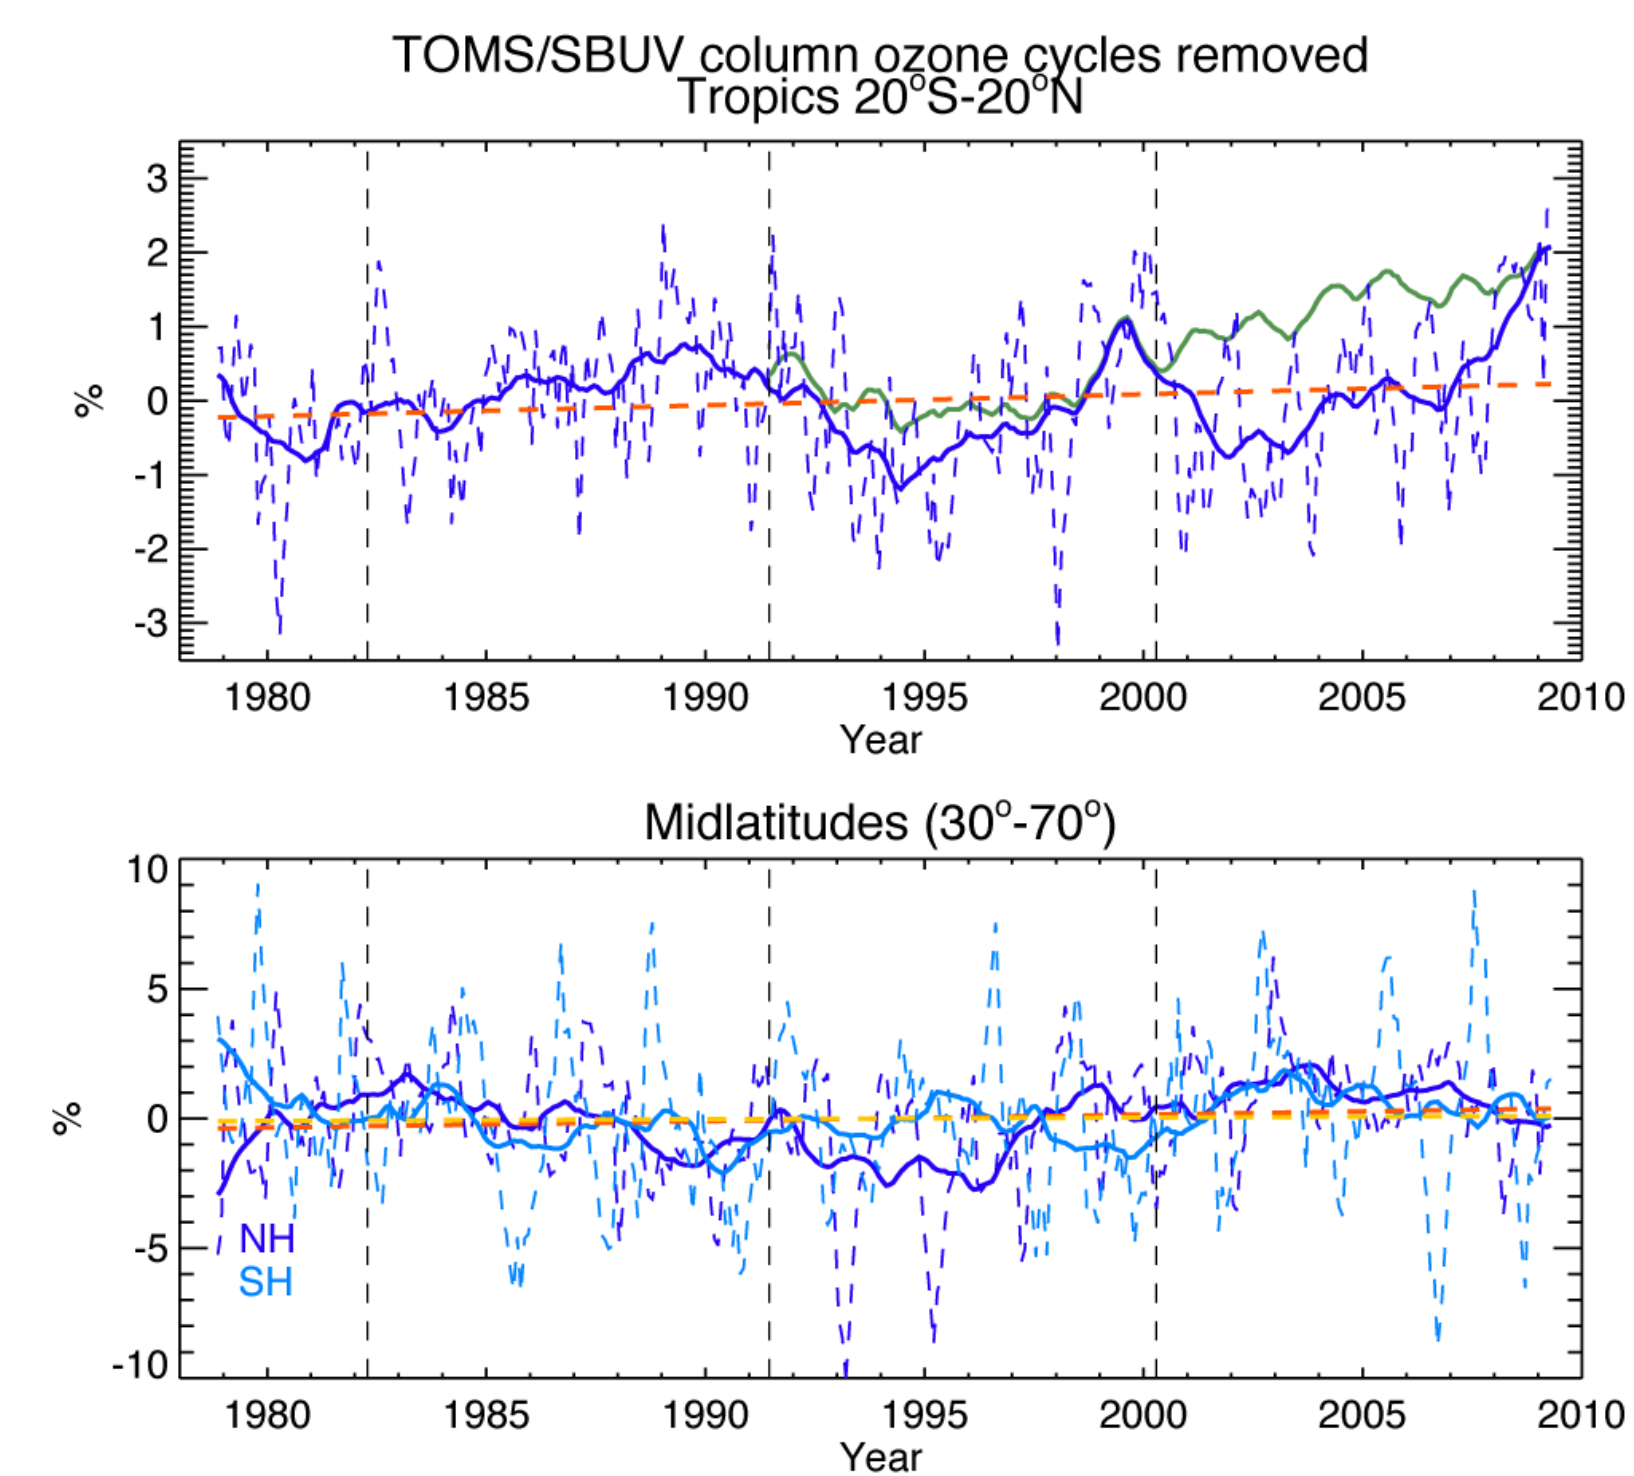 TOMS/SBUV column ozone cycles removed
Tropics 20°S-20°N
3
2
1
0
-1
-2
-3
%
1980 1985 1990 1995 2000 2005 2010
Year
Midlatitudes (30°-70°)
10
5
0
-5
-10
%
NH
SH
1980 1985 1990 1995 2000 2005 2010
Year